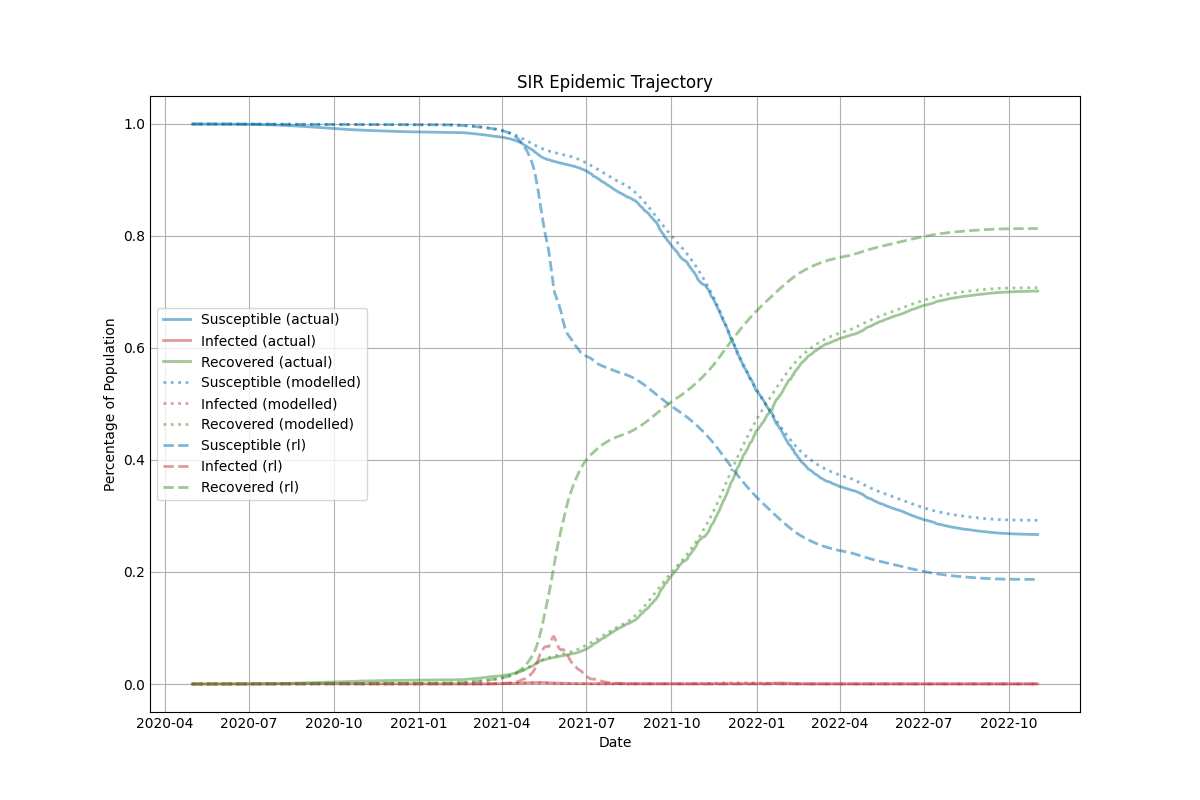 SIR Epidemic Trajectory
Percentage of Population
1.0
0.8
0.6
0.4
0.2
0.0
Susceptible (actual)
Infected (actual)
Recovered (actual)
Susceptible (modelled)
Infected (modelled)
Recovered (modelled)
Susceptible (rl)
Infected (rl)
Recovered (rl)
2020-04 2020-07 2020-10 2021-01 2021-04 2021-07 2021-10 2022-01 2022-04 2022-07 2022-10
Date